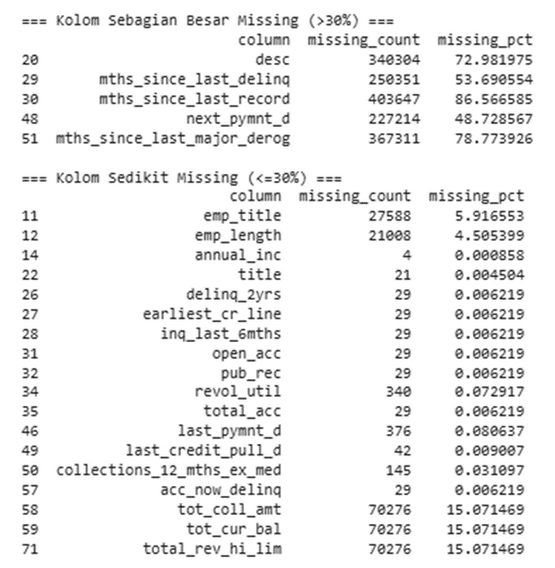 === Kolom Sebagian Besar Missing (>30%) ===
column missing_count missing_pct
20 desc 340304 72.981975
29 mths_since_last_delinq 250351 53.690554
30 mths_since_last_record 403647 86.566585
48 next_pymnt_d 227214 48.728567
51 mths_since_last_major_derog 367311 78.773926
=== Kolom Sedikit Missing (<=30%) ===
column missing_count missing_pct
11 emp_title 27588 5.916553
12 emp_length 21008 4.505399
14 annual_inc 4 0.000858
22 title 21 0.004504
26 delinq_2yrs 29 0.006219
27 earliest_cr_line 29 0.006219
28 inq_last_6mths 29 0.006219
31 open_acc 29 0.006219
32 pub_rec 29 0.006219
34 revol_util 340 0.072917
35 total_acc 29 0.006219
46 last_pymnt_d 376 0.080637
49 last_credit_pull_d 42 0.009007
50 collections_12_mths_ex_med 145 0.031097
57 acc_now_delinq 29 0.006219
58 tot_coll_amt 70276 15.071469
59 tot_cur_bal 70276 15.071469
71 total_rev_hi_lim 70276 15.071469